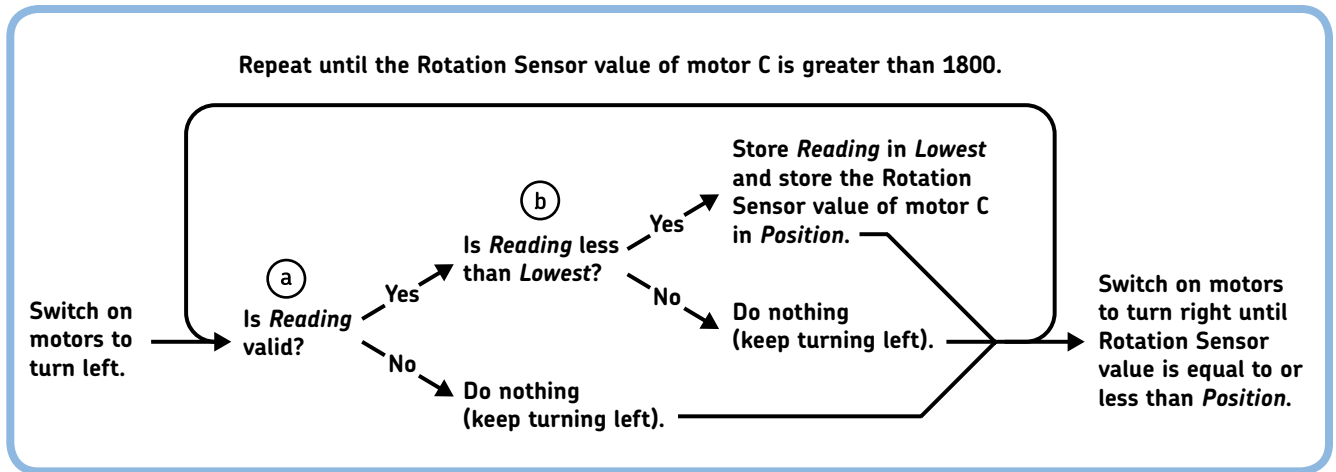 Repeat until the Rotation Sensor value of motor C is greater than 1800.
Switch on
motors to
turn left.
a
Is Reading
valid?
Yes
No
b
Is Reading less
than Lowest?
Yes
No
Store Reading in Lowest
and store the Rotation
Sensor value of motor C
in Position.
Do nothing
(keep turning left).
Do nothing
(keep turning left).
Switch on motors
to turn right until
Rotation Sensor
value is equal to or
less than Position.